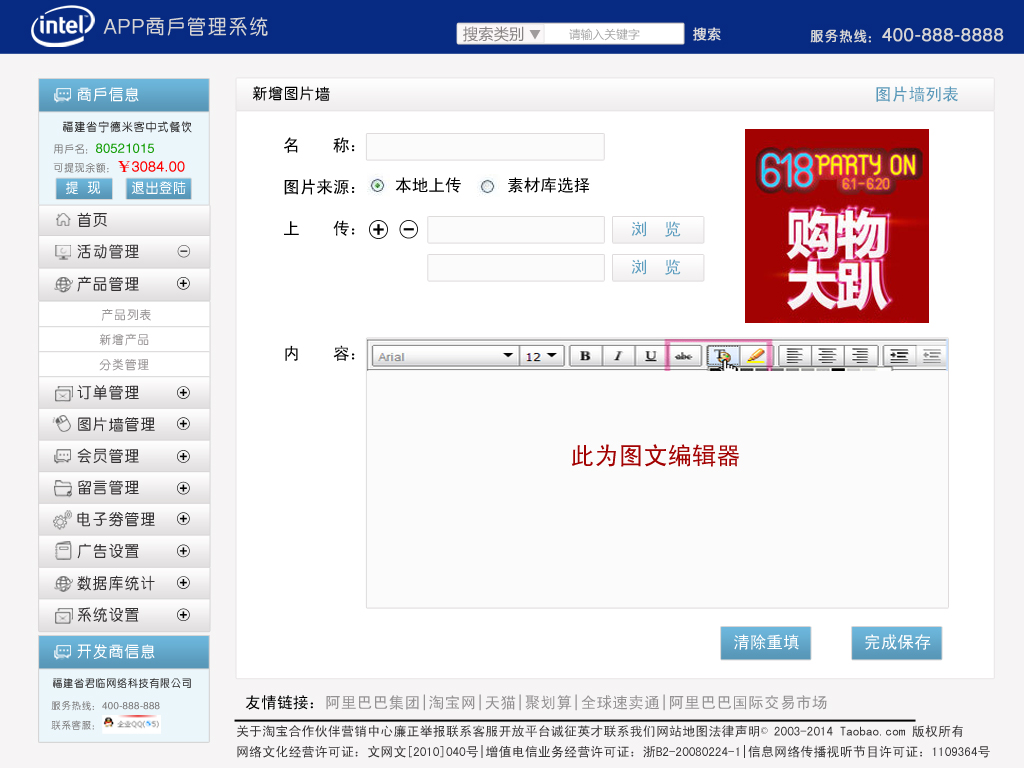 intel APP商戶管理系统
搜索类别▼ 请输入关键字 搜索
服务热线：400-888-8888
商戶信息
福建省宁德米客中式餐饮
用戶名：80521015
可提现余额：￥3084.00
提 现 退出登陆
首页
活动管理
产品管理
产品列表
新增产品
分类管理
订单管理
图片墙管理
会员管理
留言管理
电子券管理
广告设置
数据库统计
系统设置
开发商信息
福建省君临网络科技有限公司
服务热线：400-888-888
联系客服：企业QQ
新增图片墙 图片墙列表
名 称：
图片来源： 本地上传 素材库选择
上 传： 浏 览
浏 览
618 PARTY ON
6.1-6.20
购物
大趴
内 容：
Arial 12 B I U abc T
此为图文编辑器
清除重填 完成保存
友情链接：阿里巴巴集团|淘宝网|天猫|聚划算|全球速卖通|阿里巴巴国际交易市场
关于淘宝合作伙伴营销中心廉正举报联系客服开放平台诚征英才联系我们网站地图法律声明© 2003-2014 Taobao.com 版权所有
网络文化经营许可证：文网文[2010]040号|增值电信业务经营许可证：浙B2-20080224-1|信息网络传播视听节目许可证：1109364号